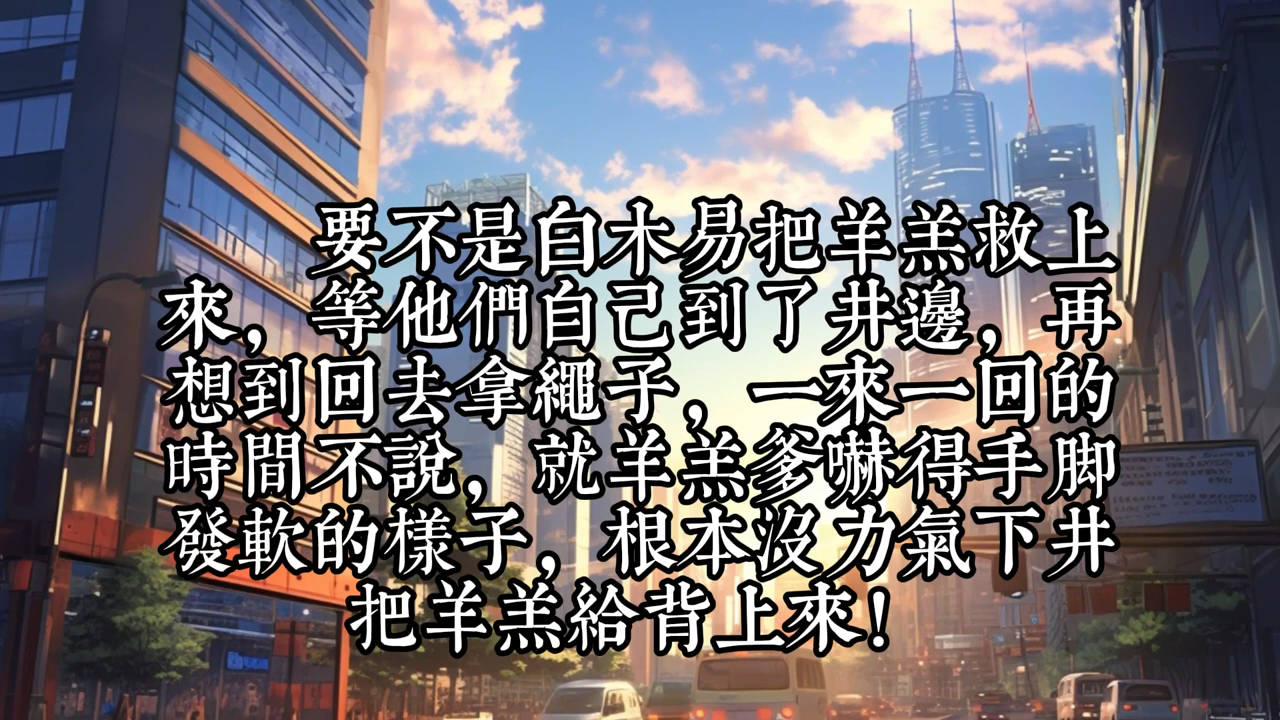 要不是白木易把羊羔救上
來，等他們自己到了井邊，再
想到回去拿繩子，一來一回的
時間不說，就羊羔爹嚇得手脚
發軟的樣子，根本沒力氣下井
把羊羔給背上來！